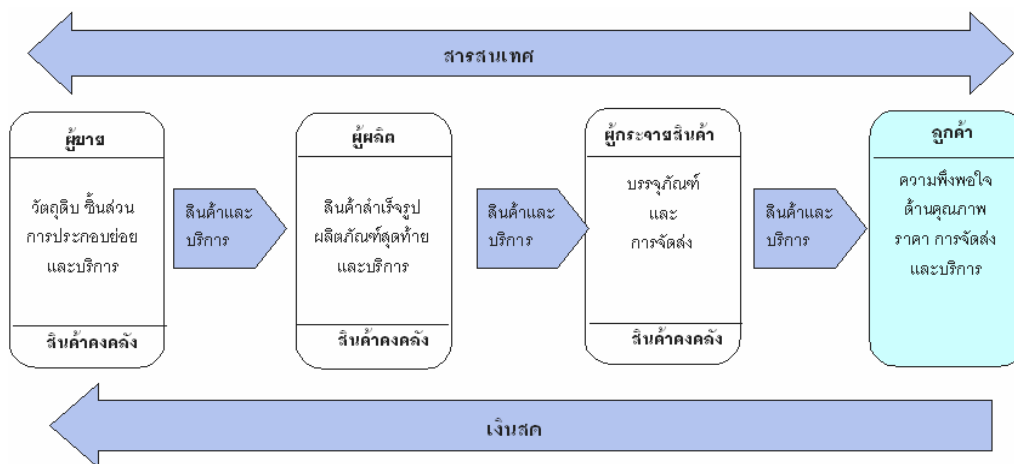 สารสนเทศ
ผู้ขาย
วัตถุดิบ ชิ้นส่วน
การประกอบย่อย
และบริการ
สินค้าคงคลัง
สินค้าและ
บริการ
ผู้ผลิต
สินค้าสำเร็จรูป
ผลิตภัณฑ์สุดท้าย
และบริการ
สินค้าคงคลัง
สินค้าและ
บริการ
ผู้กระจายสินค้า
บรรจุภัณฑ์
และ
การจัดส่ง
สินค้าคงคลัง
สินค้าและ
บริการ
ลูกค้า
ความพึงพอใจ
ด้านคุณภาพ
ราคา การจัดส่ง
และบริการ
เงินสด